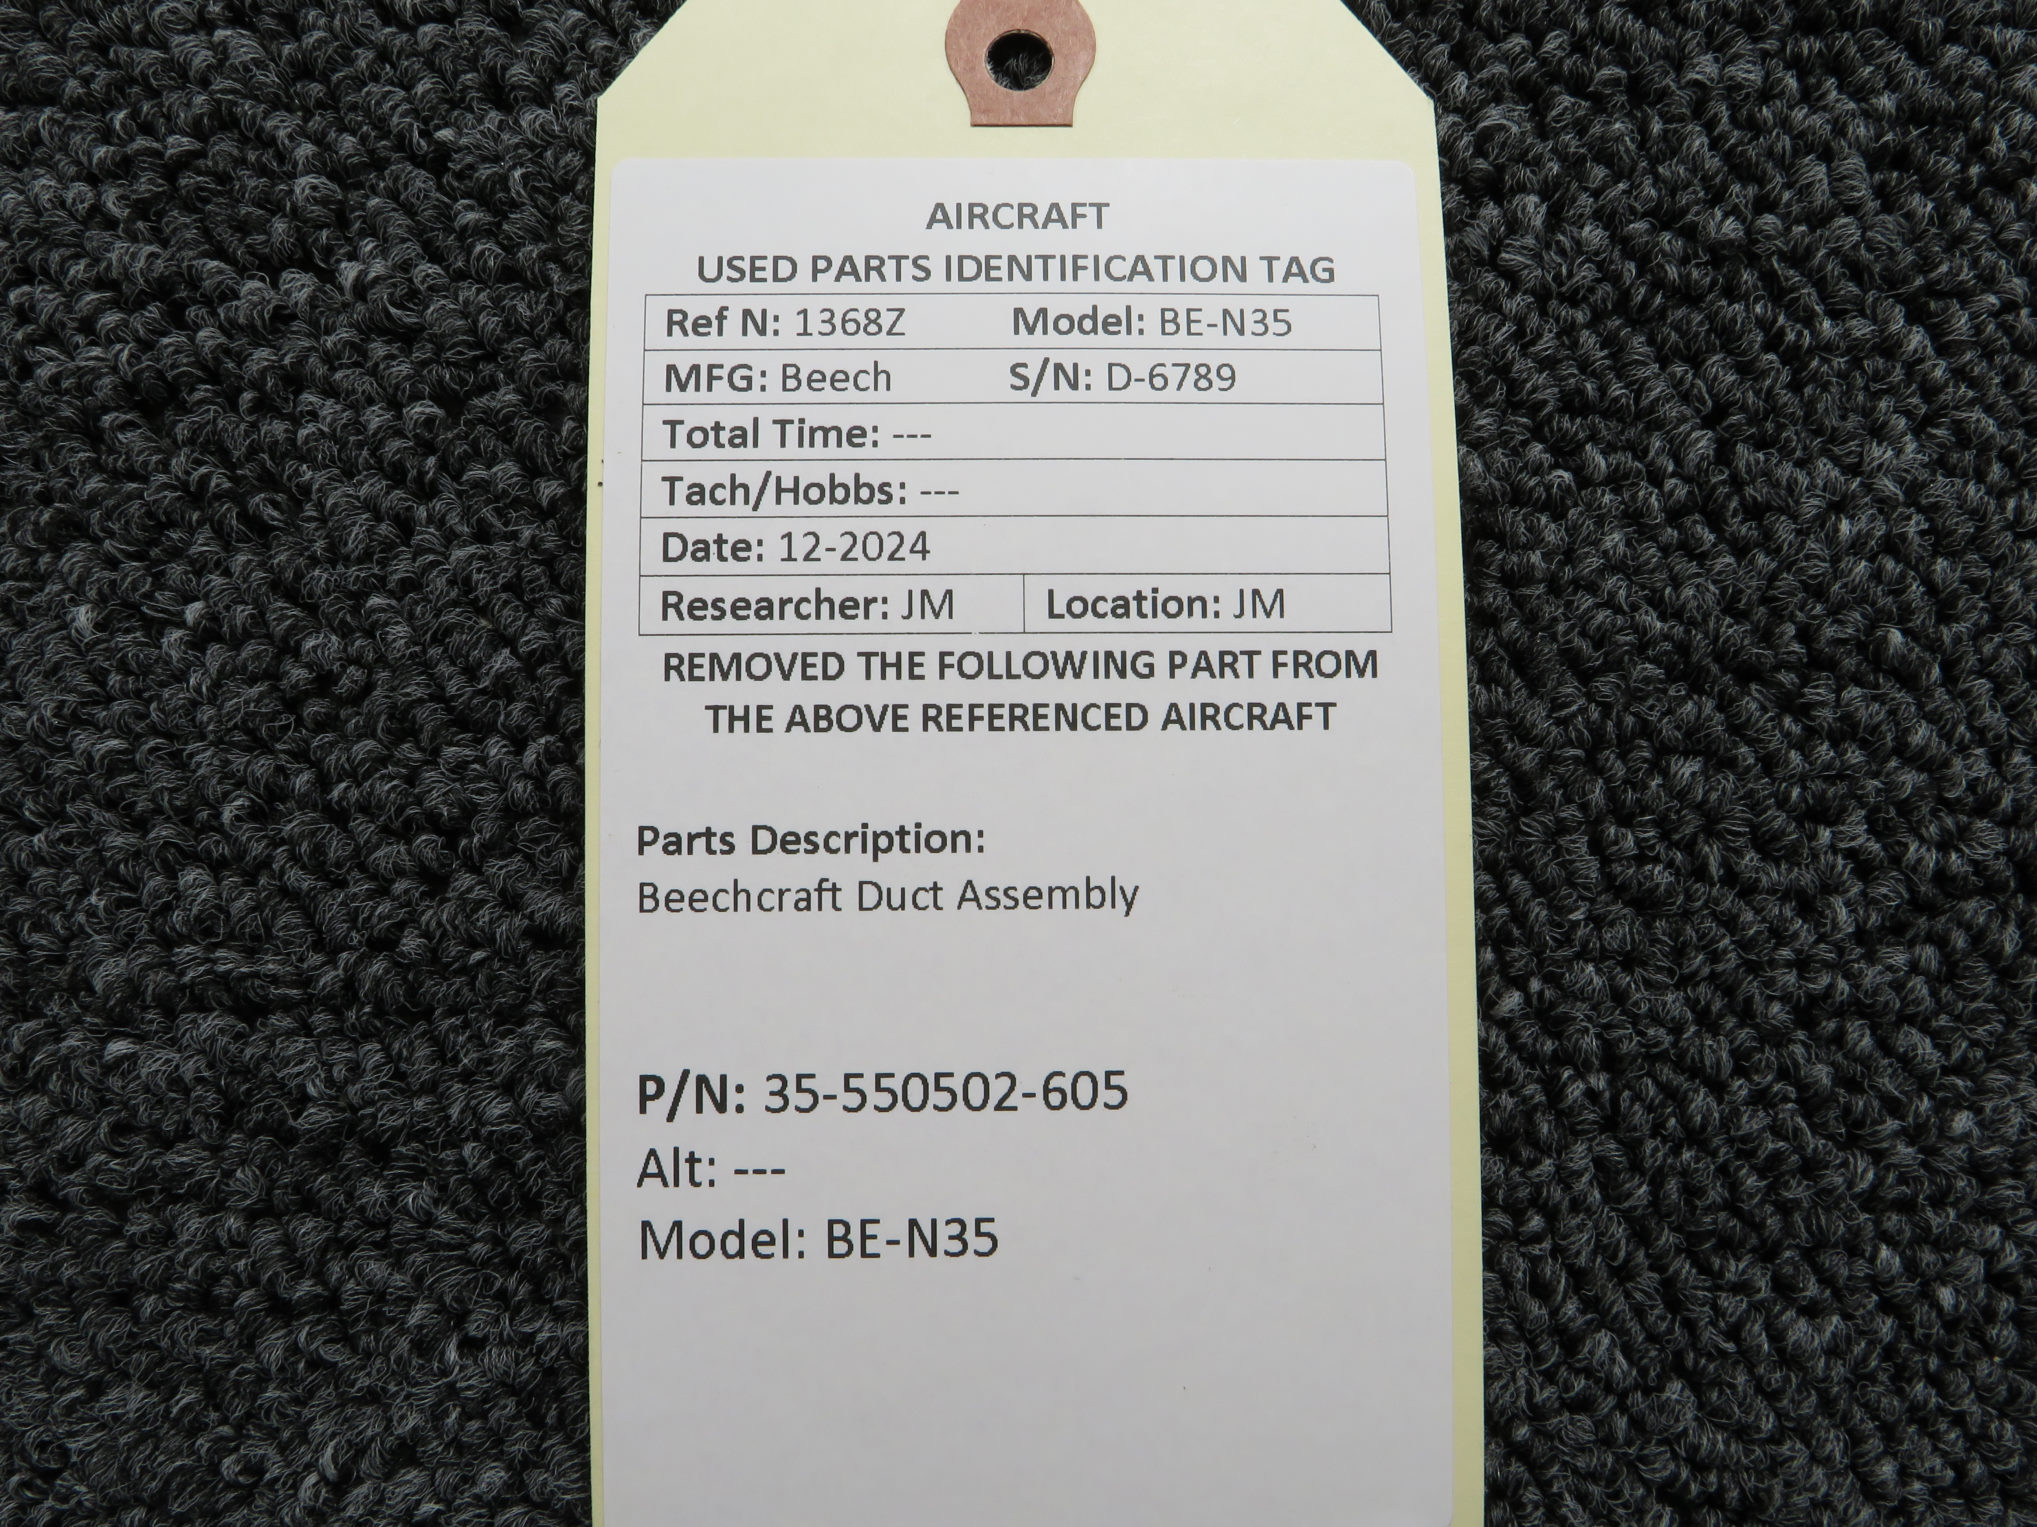 AIRCRAFT
USED PARTS IDENTIFICATION TAG
Ref N: 1368Z Model: BE-N35
MFG: Beech S/N: D-6789
Total Time: ---
Tach/Hobbs: ---
Date: 12-2024
Researcher: JM Location: JM
REMOVED THE FOLLOWING PART FROM
THE ABOVE REFERENCED AIRCRAFT
Parts Description:
Beechcraft Duct Assembly
P/N: 35-550502-605
Alt: ---
Model: BE-N35